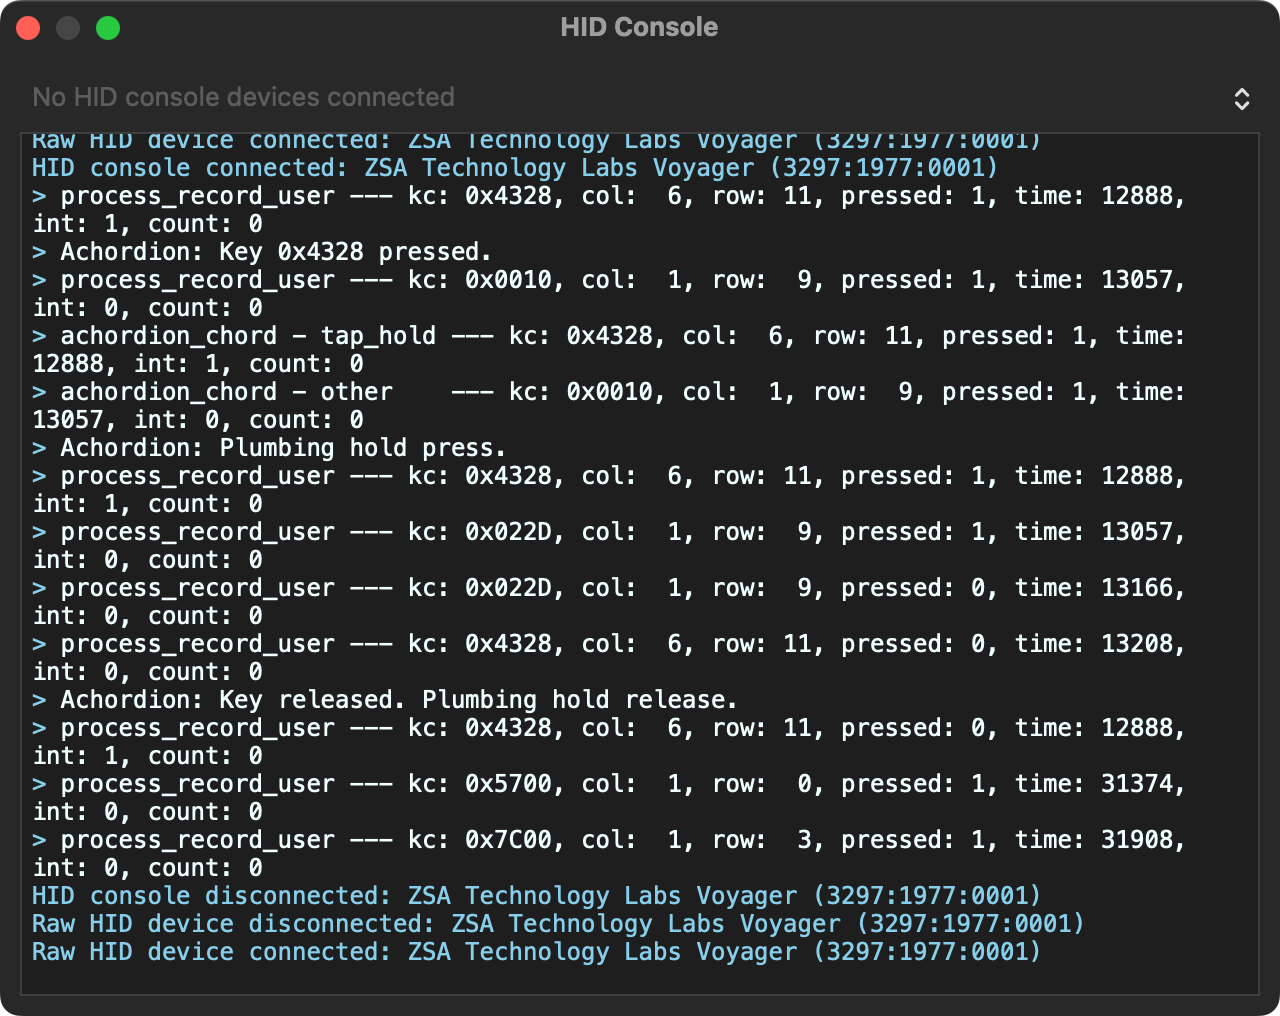 HID Console
No HID console devices connected
Raw HID device connected: ZSA Technology Labs Voyager (3297:1977:0001)
HID console connected: ZSA Technology Labs Voyager (3297:1977:0001)
> process_record_user --- kc: 0x4328, col:  6, row: 11, pressed: 1, time: 12888,
int: 1, count: 0
> Achordion: Key 0x4328 pressed.
> process_record_user --- kc: 0x0010, col:  1, row:  9, pressed: 1, time: 13057,
int: 0, count: 0
> achordion_chord - tap_hold --- kc: 0x4328, col:  6, row: 11, pressed: 1, time:
12888, int: 1, count: 0
> achordion_chord - other    --- kc: 0x0010, col:  1, row:  9, pressed: 1, time:
13057, int: 0, count: 0
> Achordion: Plumbing hold press.
> process_record_user --- kc: 0x4328, col:  6, row: 11, pressed: 1, time: 12888,
int: 1, count: 0
> process_record_user --- kc: 0x022D, col:  1, row:  9, pressed: 1, time: 13057,
int: 0, count: 0
> process_record_user --- kc: 0x022D, col:  1, row:  9, pressed: 0, time: 13166,
int: 0, count: 0
> process_record_user --- kc: 0x4328, col:  6, row: 11, pressed: 0, time: 13208,
int: 0, count: 0
> Achordion: Key released. Plumbing hold release.
> process_record_user --- kc: 0x4328, col:  6, row: 11, pressed: 0, time: 12888,
int: 1, count: 0
> process_record_user --- kc: 0x5700, col:  1, row:  0, pressed: 1, time: 31374,
int: 0, count: 0
> process_record_user --- kc: 0x7C00, col:  1, row:  3, pressed: 1, time: 31908,
int: 0, count: 0
HID console disconnected: ZSA Technology Labs Voyager (3297:1977:0001)
Raw HID device disconnected: ZSA Technology Labs Voyager (3297:1977:0001)
Raw HID device connected: ZSA Technology Labs Voyager (3297:1977:0001)